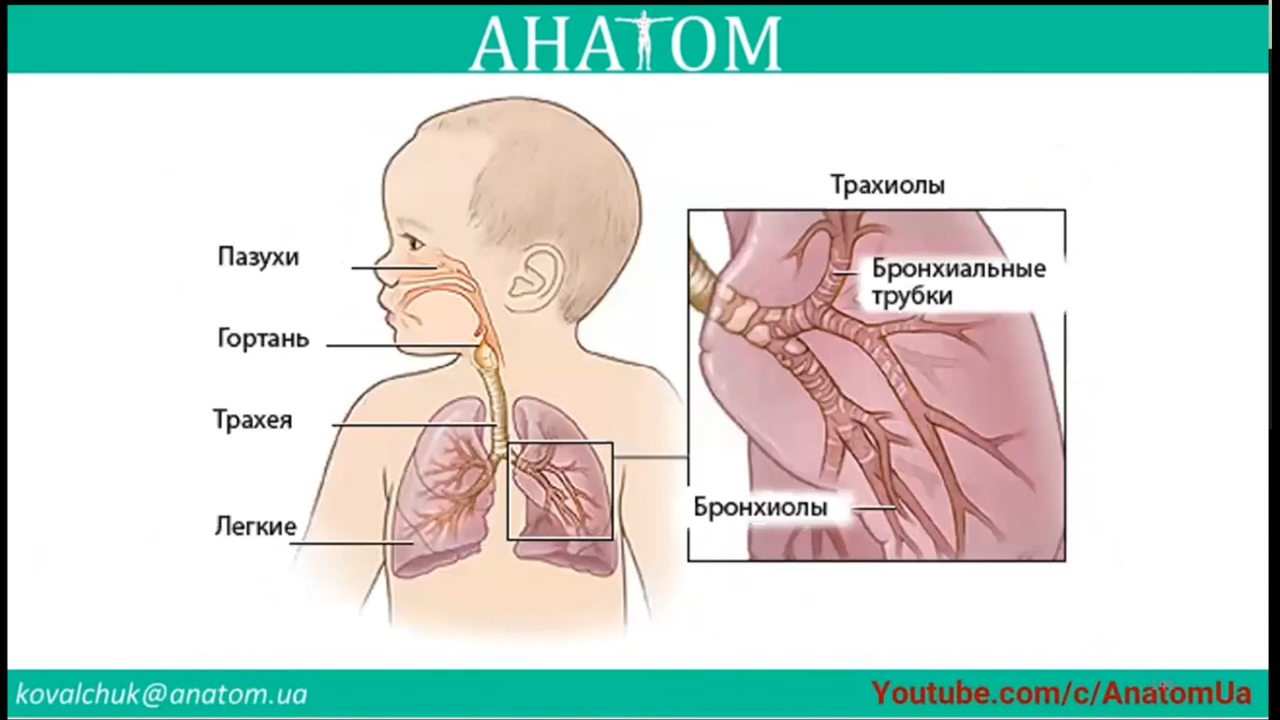 АНАТОМ
Пазухи
Гортань
Трахея
Легкие
Трахиолы
Бронхиальные
трубки
Бронхиолы
kovalchuk@anatom.ua
Youtube.com/c/AnatomUa